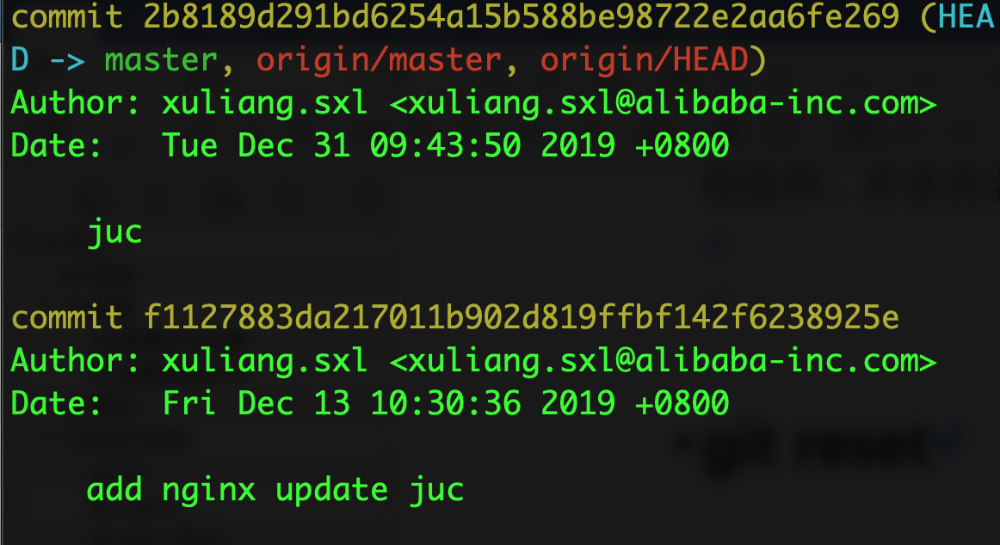 commit 2b8189d291bd6254a15b588be98722e2aa6fe269 (HEA
D -> master, origin/master, origin/HEAD)
Author: xuliang.sxl <xuliang.sxl@alibaba-inc.com>
Date:   Tue Dec 31 09:43:50 2019 +0800
    juc
commit f1127883da217011b902d819ffbf142f6238925e
Author: xuliang.sxl <xuliang.sxl@alibaba-inc.com>
Date:   Fri Dec 13 10:30:36 2019 +0800
git reset
    add nginx update juc